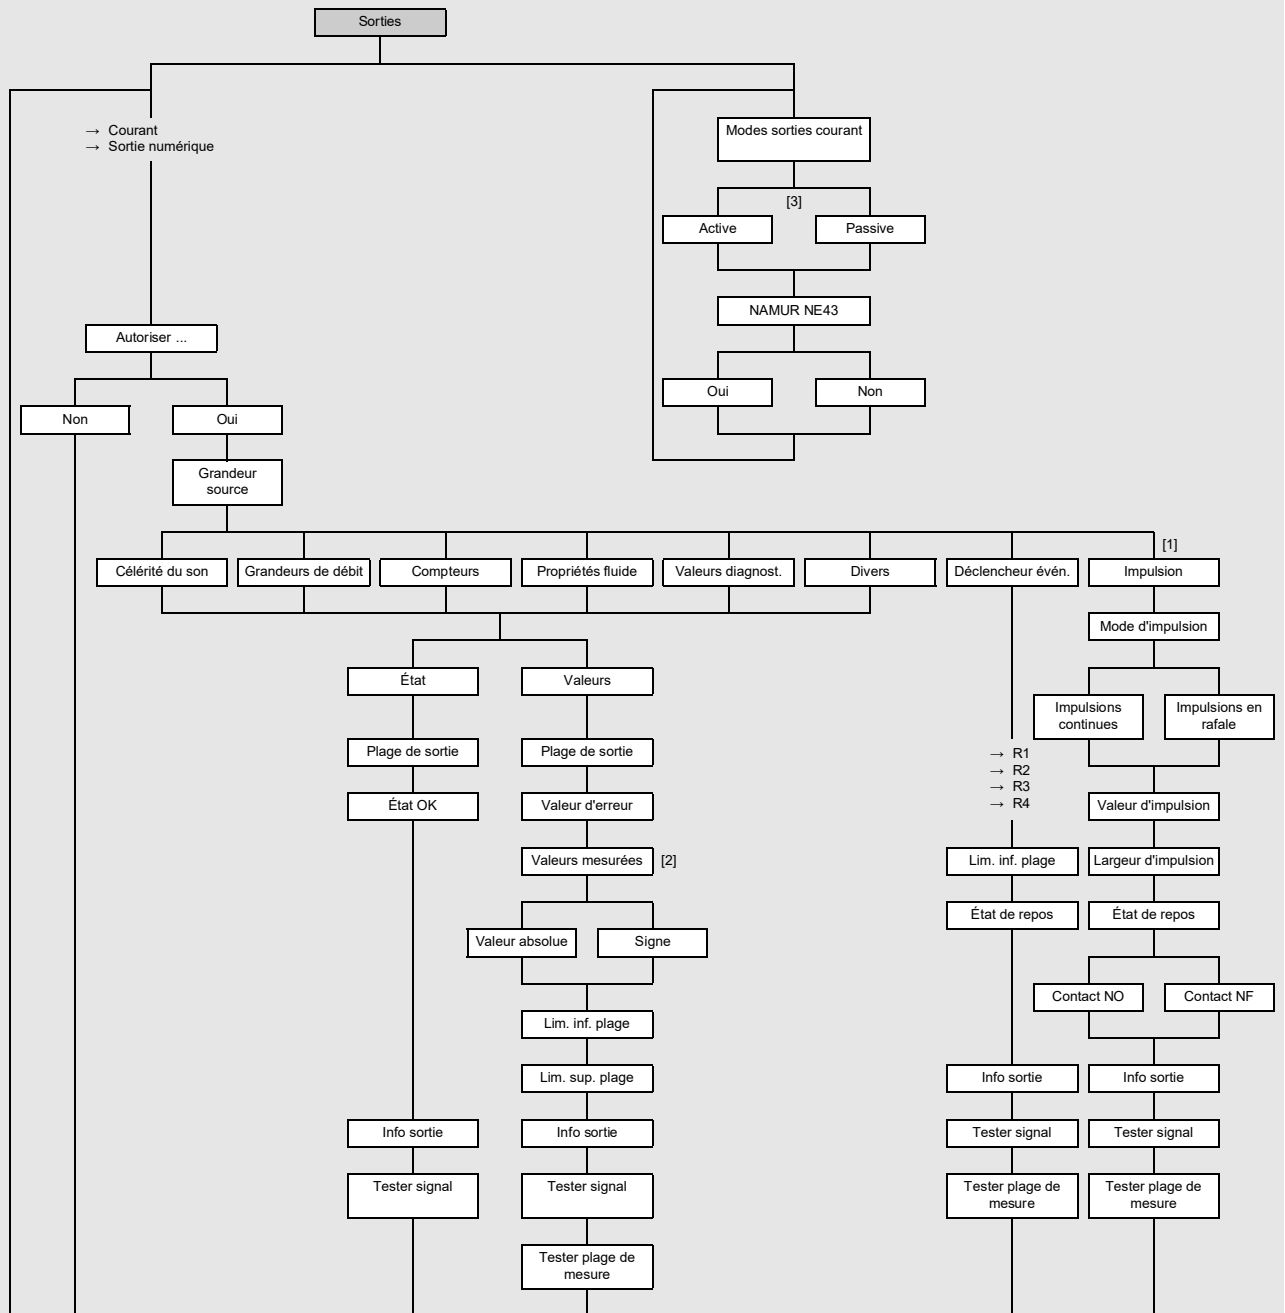 Sorties
→ Courant
→ Sortie numérique
Modes sorties courant
[3]
Active
Passive
NAMUR NE43
Autoriser ...
Oui
Non
Non
Oui
Grandeur
source
[1]
Célérité du son
Grandeurs de débit
Compteurs
Propriétés fluide
Valeurs diagnost.
Divers
Déclencheur évén.
Impulsion
Mode d'impulsion
État
Valeurs
Impulsions
continues
Impulsions en
rafale
Plage de sortie
Plage de sortie
→ R1
→ R2
→ R3
→ R4
État OK
Valeur d'erreur
Valeur d'impulsion
Valeurs mesurées
[2]
Lim. inf. plage
Largeur d'impulsion
État de repos
État de repos
Valeur absolue
Signe
Contact NO
Contact NF
Lim. inf. plage
Lim. sup. plage
Info sortie
Info sortie
Info sortie
Info sortie
Tester signal
Tester signal
Tester signal
Tester signal
Tester plage de
mesure
Tester plage de
mesure
Tester plage de
mesure